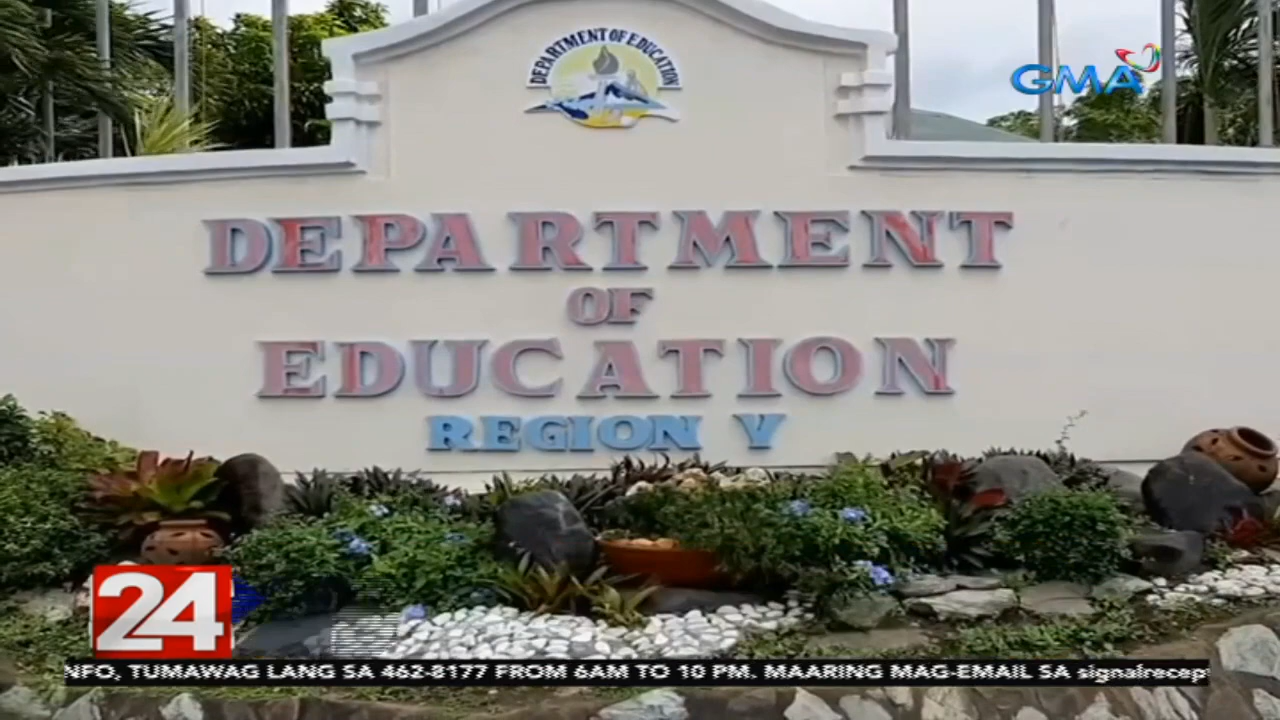 DEPARTMENT OF EDUCATION
GMA
DEPARTMENT
OF
EDUCATION
REGION V
24
NFO, TUMAWAG LANG SA 462-8177 FROM 6AM TO 10 PM. MAARING MAG-EMAIL SA signalrecep